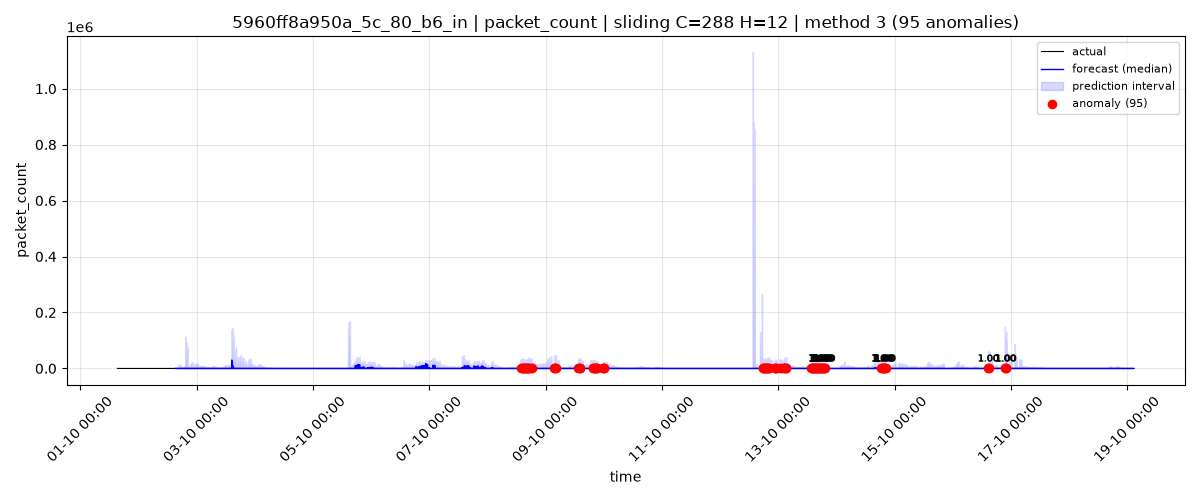 5960ff8a950a_5c_80_b6_in | packet_count | sliding C=288 H=12 | method 3 (95 anomalies)
1e6
actual
forecast (median)
prediction interval
anomaly (95)
1.0
0.8
0.6
0.4
0.2
0.0
packet_count
1.00
1.00
01-10 00:00
03-10 00:00
05-10 00:00
07-10 00:00
09-10 00:00
11-10 00:00
13-10 00:00
15-10 00:00
17-10 00:00
19-10 00:00
time